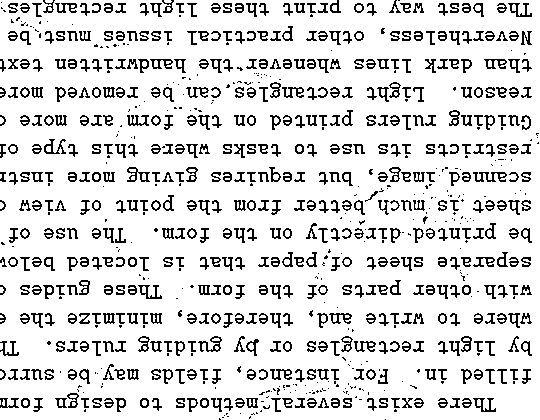 There exist several methods to design form
filled in. For instance, fields may be surro
by light rectangles or by guiding rulers. Th
where to write and, therefore, minimize the e
with other parts of the form. These guides c
separate sheet of paper that is located below
be printed directly on the form. The use of
sheet is much better from the point of view o
scanned image, but requires giving more instr
restricts its use to tasks where this type of
Guiding rulers printed on the form are more c
reason. Light rectangles can be removed more
than dark lines whenever the handwritten text
Nevertheless, other practical issues must be
The best way to print these light rectangles